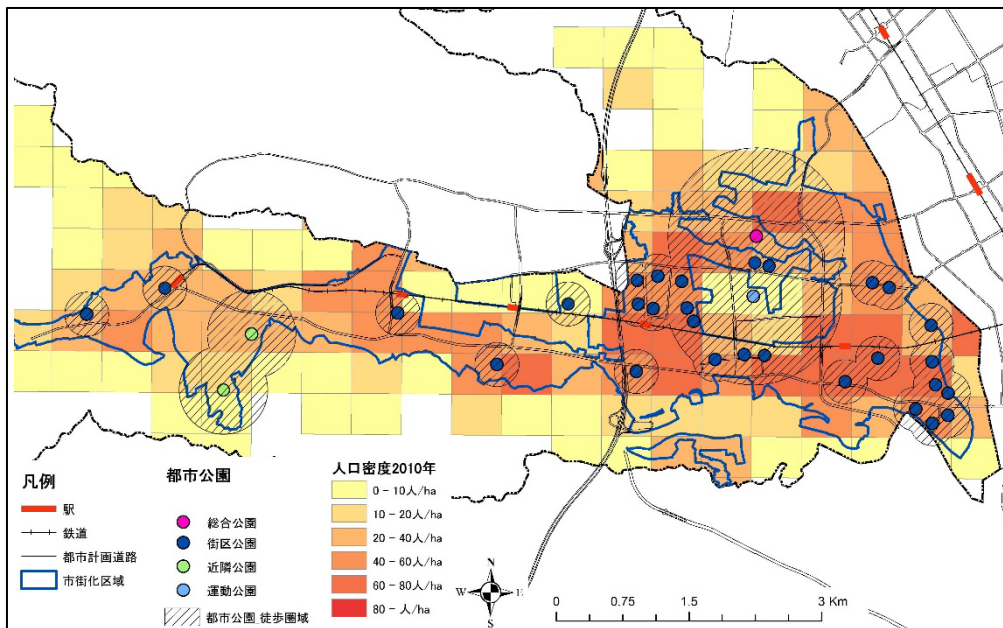 凡例
駅
鉄道
都市計画道路
市街化区域
都市公園
総合公園
街区公園
近隣公園
運動公園
都市公園_徒歩圏域
人口密度2010年
0 - 10人/ha
10 - 20人/ha
20 - 40人/ha
40 - 60人/ha
60 - 80人/ha
80 - 人/ha
N
W
E
S
0 0.75 1.5 3 Km